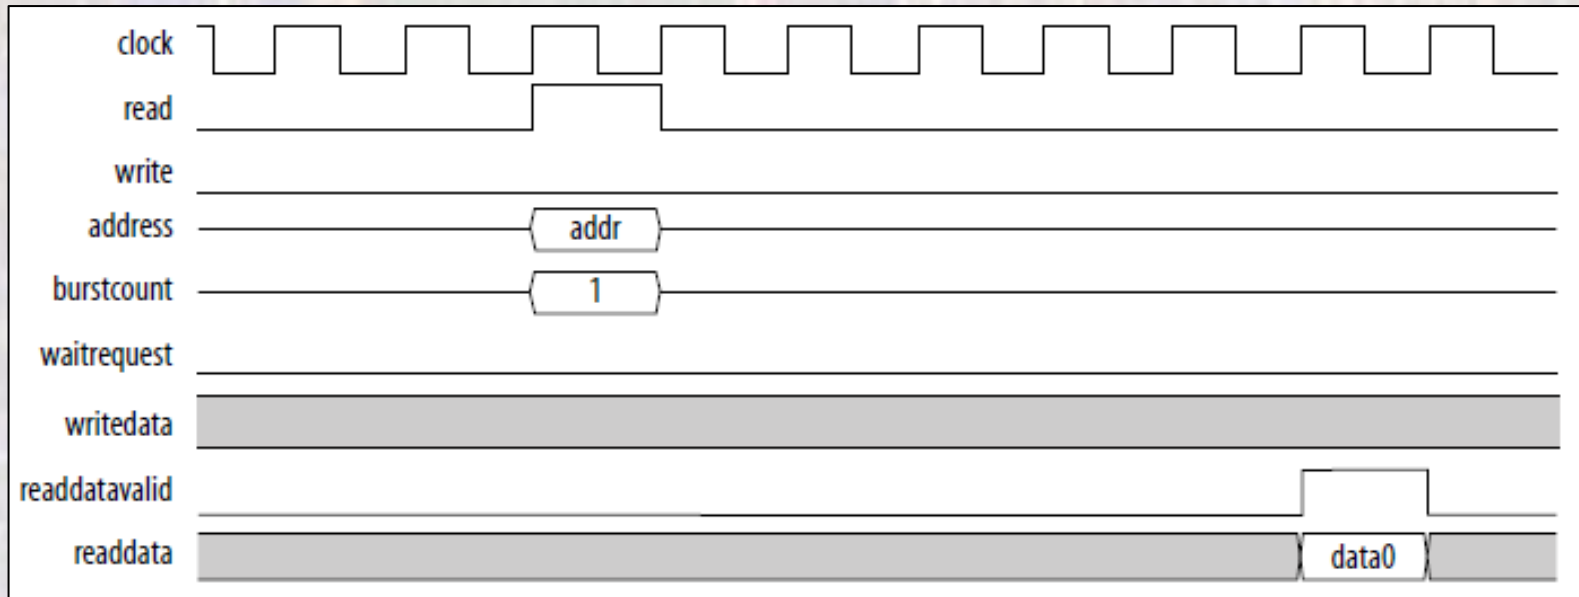 clock
read
write
address addr
burstcount 1
waitrequest
writedata
readdatavalid
readdata data0